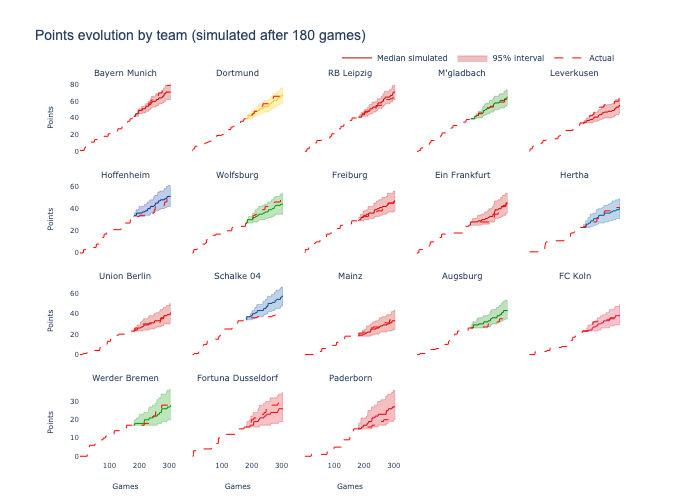 Points evolution by team (simulated after 180 games)
Median simulated 95% interval Actual
Bayern Munich Dortmund RB Leipzig M'gladbach Leverkusen
80
60
40
20
0
Points
Hoffenheim Wolfsburg Freiburg Ein Frankfurt Hertha
60
40
20
0
Points
Union Berlin Schalke 04 Mainz Augsburg FC Koln
60
40
20
0
Points
Werder Bremen Fortuna Dusseldorf Paderborn
30
20
10
0
Points
100 200 300 100 200 300 100 200 300
Games Games Games